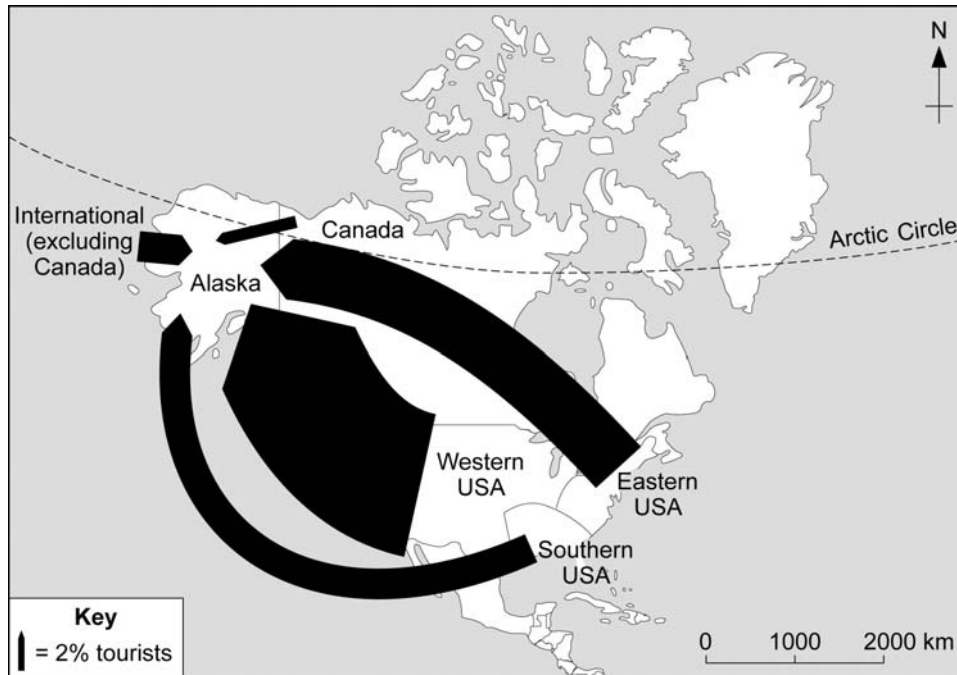 N
International
(excluding
Canada)
Canada
Arctic Circle
Alaska
Western
USA
Eastern
USA
Southern
USA
Key
= 2% tourists
0 1000 2000 km